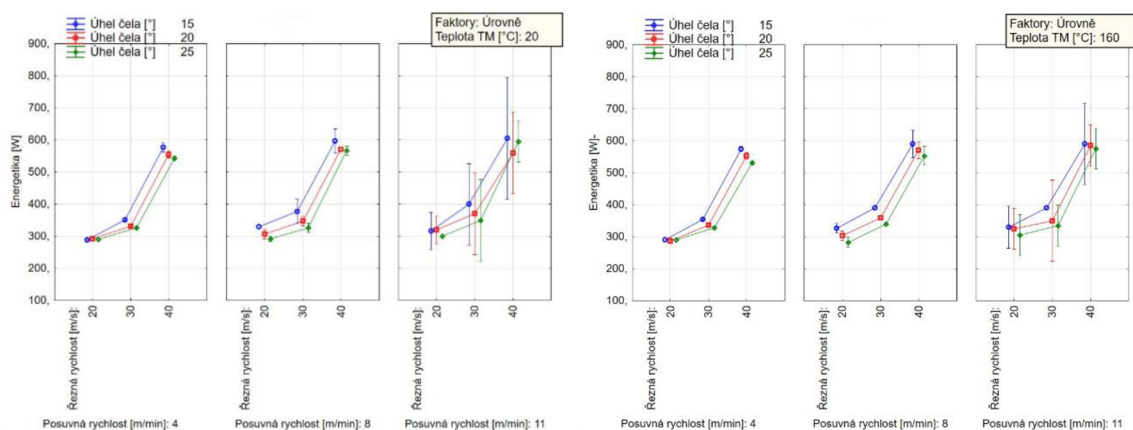 Úhel čela [°] 15
Úhel čela [°] 20
Úhel čela [°] 25
Faktory: Úrovně
Teplota TM [°C]: 20
Energetika [W]
900,
800,
700,
600,
500,
400,
300,
200,
100,
Řezná rychlost [m/s]:
20
30
40
Řezná rychlost [m/s]:
20
30
40
Řezná rychlost [m/s]:
20
30
40
Posuvná rychlost [m/min]: 4
Posuvná rychlost [m/min]: 8
Posuvná rychlost [m/min]: 11
Úhel čela [°] 15
Úhel čela [°] 20
Úhel čela [°] 25
Faktory: Úrovně
Teplota TM [°C]: 160
Energetika [W]-
900,
800,
700,
600,
500,
400,
300,
200,
100,
Řezná rychlost [m/s]:
20
30
40
Řezná rychlost [m/s]:
20
30
40
Řezná rychlost [m/s]:
20
30
40
Posuvná rychlost [m/min]: 4
Posuvná rychlost [m/min]: 8
Posuvná rychlost [m/min]: 11